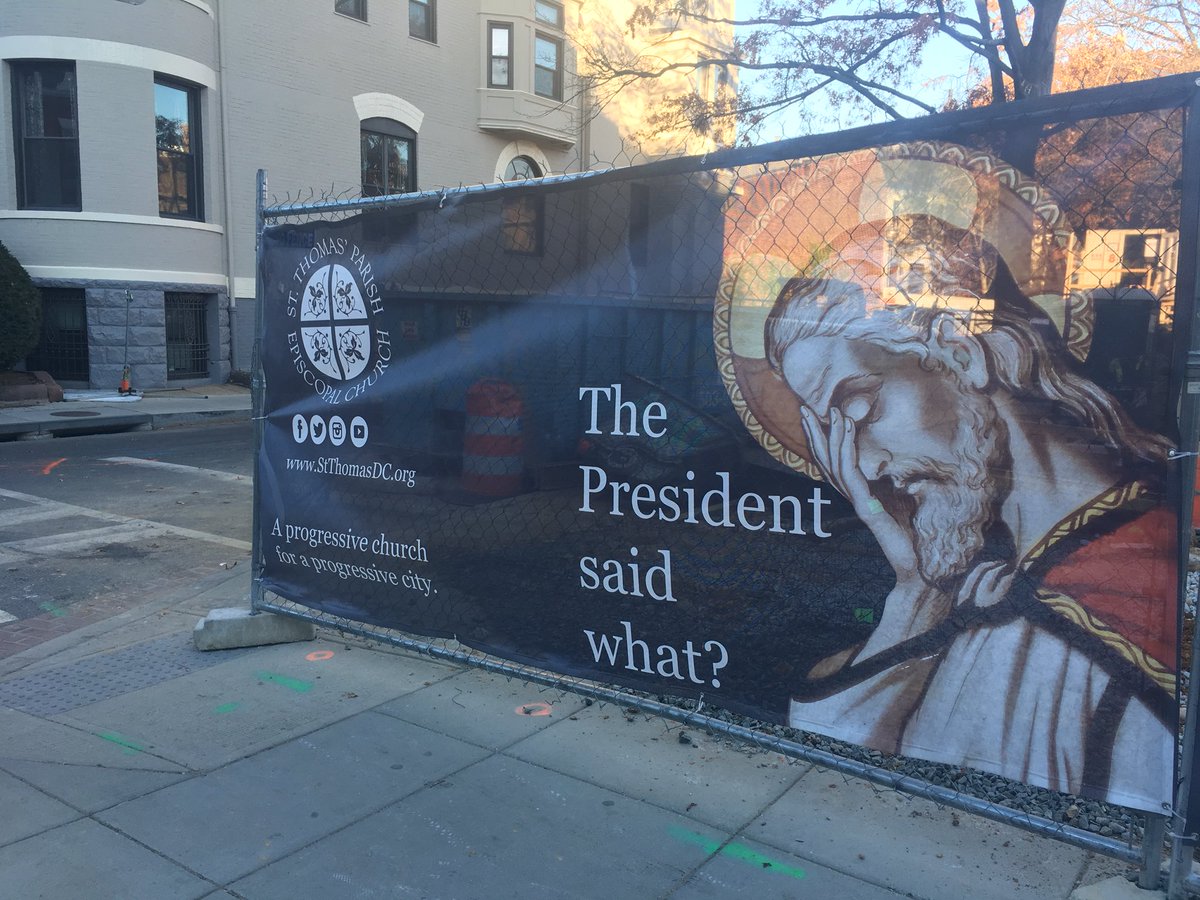 ST THOMAS' PARISH
EPISCOPAL CHURCH
www.StThomasDC.org
A progressive church
for a progressive city.
The
President
said
what?